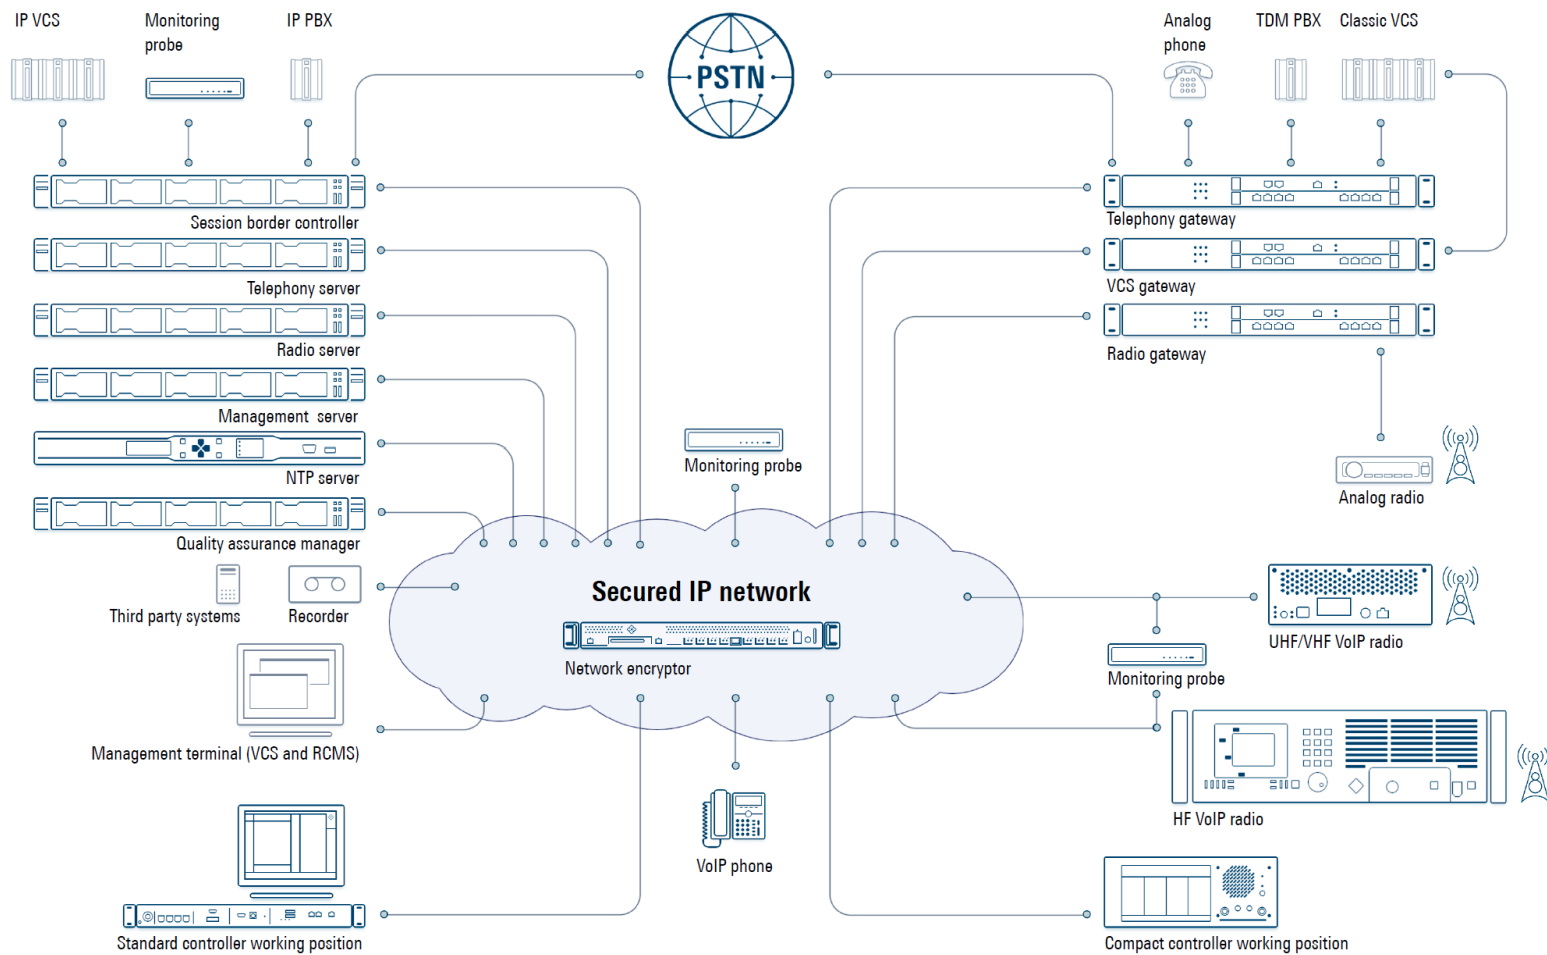 IP VCS
Monitoring
probe
IP PBX
PSTN
Analog
phone
TDM PBX
Classic VCS
Session border controller
Telephony server
Radio server
Management server
NTP server
Quality assurance manager
Third party systems
Recorder
Management terminal (VCS and RCMS)
Standard controller working position
Monitoring probe
Secured IP network
Network encryptor
VoIP phone
Telephony gateway
VCS gateway
Radio gateway
Analog radio
UHF/VHF VoIP radio
Monitoring probe
HF VoIP radio
Compact controller working position